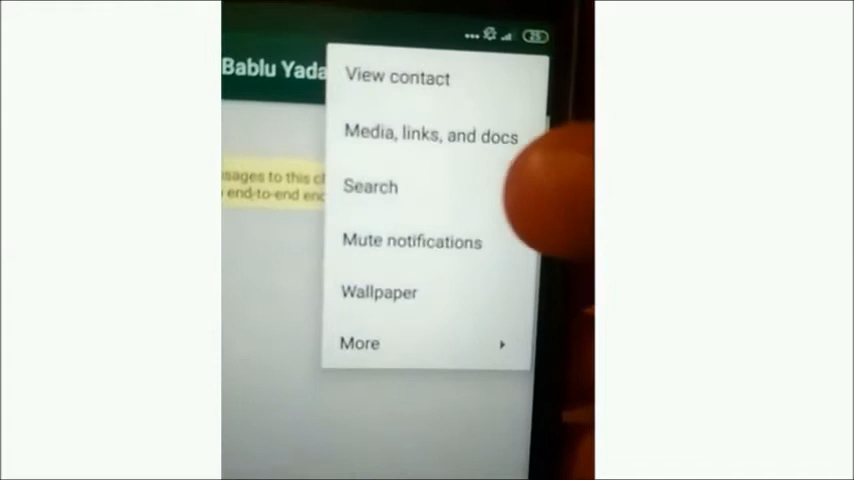 25
Bablu Yada
View contact
Media, links, and docs
Search
Mute notifications
Wallpaper
More
sages to this c
end-to-end enc